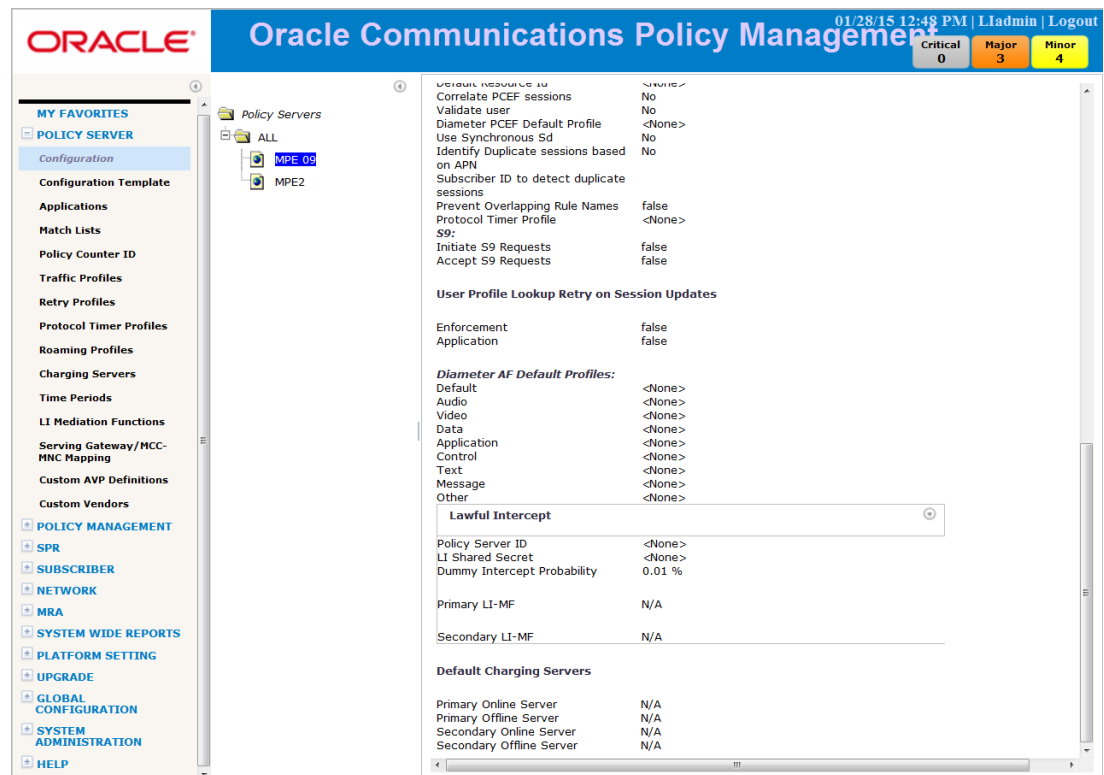 ORACLE
Oracle Communications Policy Management
01/28/15 12:48 PM | LIadmin | Logout
Critical
0
Major
3
Minor
4
MY FAVORITES
POLICY SERVER
Configuration
Configuration Template
Applications
Match Lists
Policy Counter ID
Traffic Profiles
Retry Profiles
Protocol Timer Profiles
Roaming Profiles
Charging Servers
Time Periods
LI Mediation Functions
Serving Gateway/MCC-
MNC Mapping
Custom AVP Definitions
Custom Vendors
POLICY MANAGEMENT
SPR
SUBSCRIBER
NETWORK
MRA
SYSTEM WIDE REPORTS
PLATFORM SETTING
UPGRADE
GLOBAL
CONFIGURATION
SYSTEM
ADMINISTRATION
HELP
Policy Servers
ALL
MPE 09
MPE2
Default Resource Id <None>
Correlate PCEF sessions No
Validate user No
Diameter PCEF Default Profile <None>
Use Synchronous Sd No
Identify Duplicate sessions based No
on APN
Subscriber ID to detect duplicate
sessions
Prevent Overlapping Rule Names false
Protocol Timer Profile <None>
S9:
Initiate S9 Requests false
Accept S9 Requests false
User Profile Lookup Retry on Session Updates
Enforcement false
Application false
Diameter AF Default Profiles:
Default <None>
Audio <None>
Video <None>
Data <None>
Application <None>
Control <None>
Text <None>
Message <None>
Other <None>
Lawful Intercept
Policy Server ID <None>
LI Shared Secret <None>
Dummy Intercept Probability 0.01 %
Primary LI-MF N/A
Secondary LI-MF N/A
Default Charging Servers
Primary Online Server N/A
Primary Offline Server N/A
Secondary Online Server N/A
Secondary Offline Server N/A